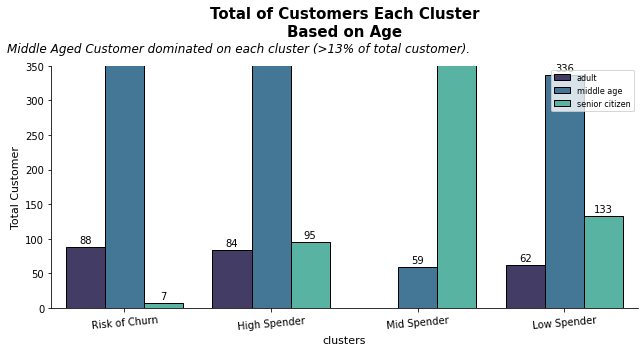 Total of Customers Each Cluster
Based on Age
Middle Aged Customer dominated on each cluster (>13% of total customer).
350
300
250
200
150
100
50
0
Total Customer
88
7
84
95
59
62
336
133
adult
middle age
senior citizen
Risk of Churn
High Spender
Mid Spender
Low Spender
clusters